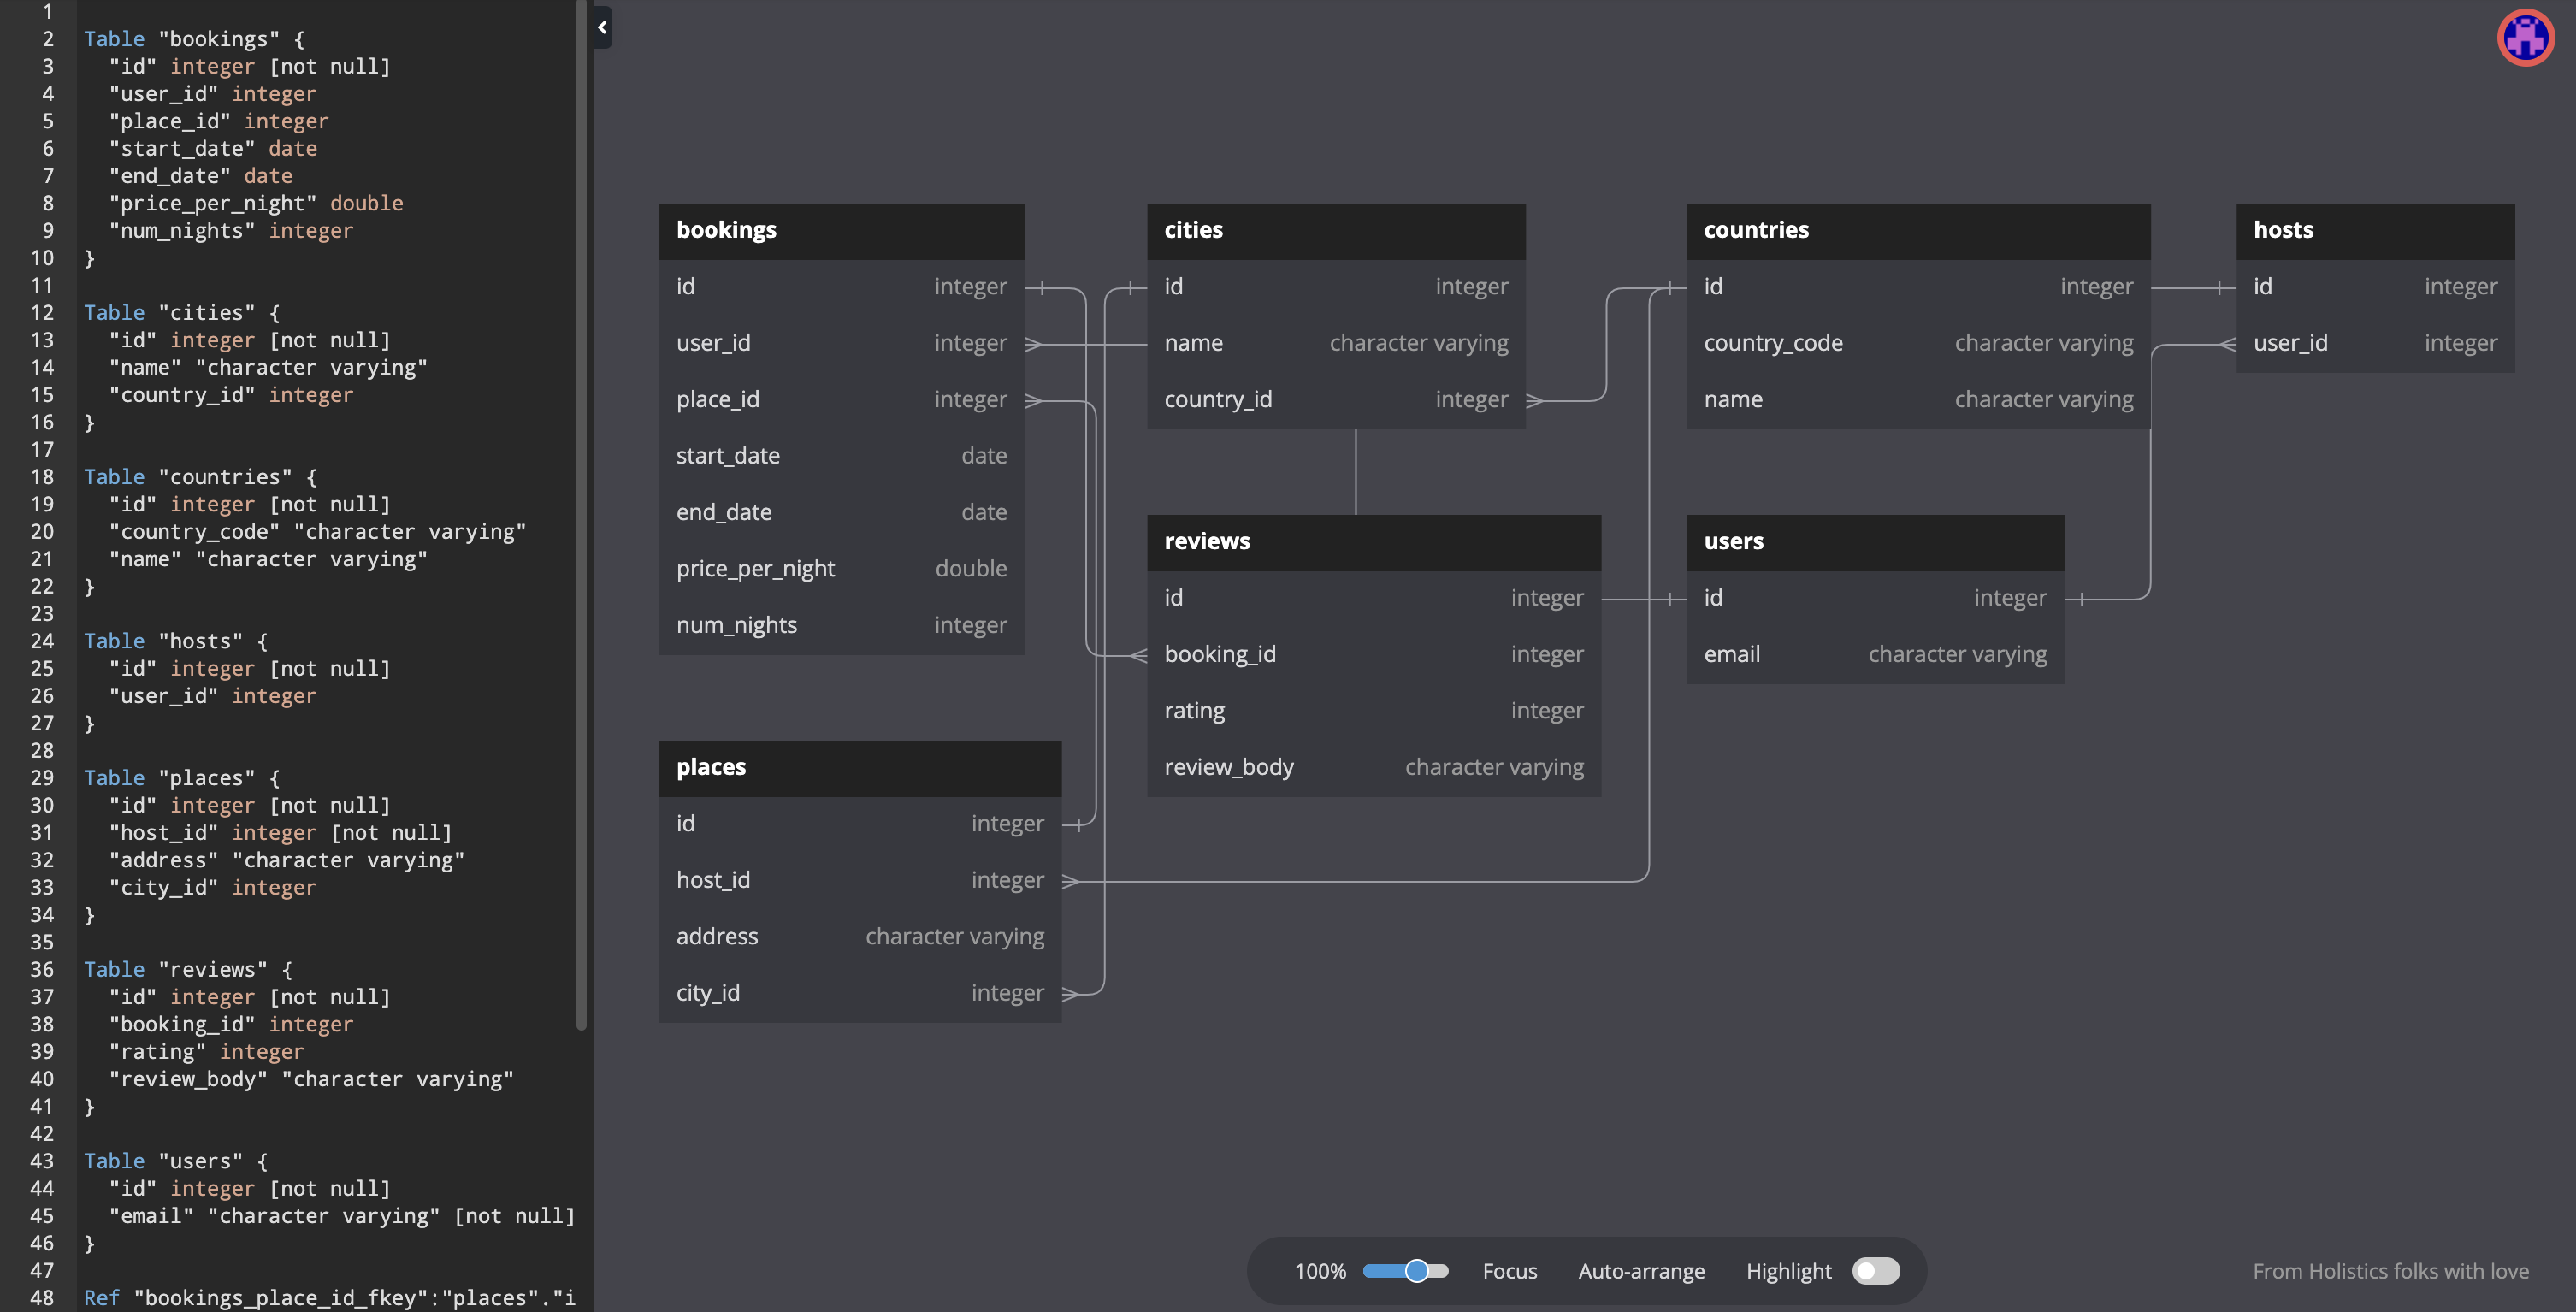 1
2 Table "bookings" {
3 "id" integer [not null]
4 "user_id" integer
5 "place_id" integer
6 "start_date" date
7 "end_date" date
8 "price_per_night" double
9 "num_nights" integer
10 }
11
12 Table "cities" {
13 "id" integer [not null]
14 "name" "character varying"
15 "country_id" integer
16 }
17
18 Table "countries" {
19 "id" integer [not null]
20 "country_code" "character varying"
21 "name" "character varying"
22 }
23
24 Table "hosts" {
25 "id" integer [not null]
26 "user_id" integer
27 }
28
29 Table "places" {
30 "id" integer [not null]
31 "host_id" integer [not null]
32 "address" "character varying"
33 "city_id" integer
34 }
35
36 Table "reviews" {
37 "id" integer [not null]
38 "booking_id" integer
39 "rating" integer
40 "review_body" "character varying"
41 }
42
43 Table "users" {
44 "id" integer [not null]
45 "email" "character varying" [not null]
46 }
47
48 Ref "bookings_place_id_fkey":"places"."i
bookings
id integer
user_id integer
place_id integer
start_date date
end_date date
price_per_night double
num_nights integer
cities
id integer
name character varying
country_id integer
countries
id integer
country_code character varying
name character varying
hosts
id integer
user_id integer
reviews
id integer
booking_id integer
rating integer
review_body character varying
users
id integer
email character varying
places
id integer
host_id integer
address character varying
city_id integer
100% Focus Auto-arrange Highlight
From Holistics folks with love